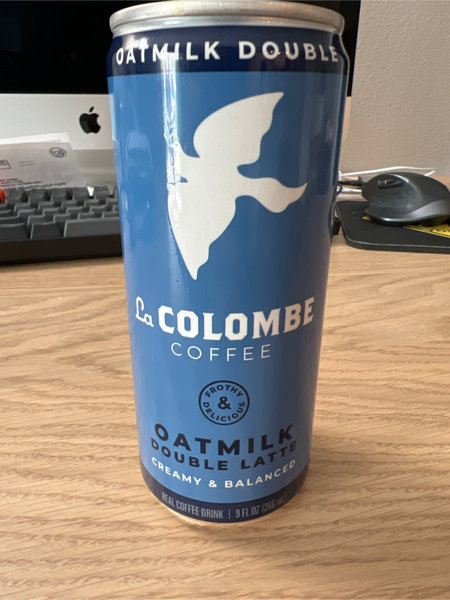 OATMILK DOUBLE
La COLOMBE
COFFEE
FROTHY
&
DELICIOUS
OATMILK
DOUBLE LATTE
CREAMY & BALANCED
REAL COFFEE DRINK | 9 FL OZ (266 mL)